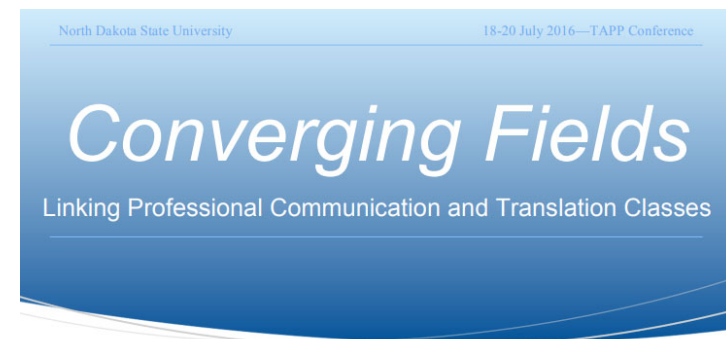 North Dakota State University
18-20 July 2016—TAPP Conference
Converging Fields
Linking Professional Communication and Translation Classes